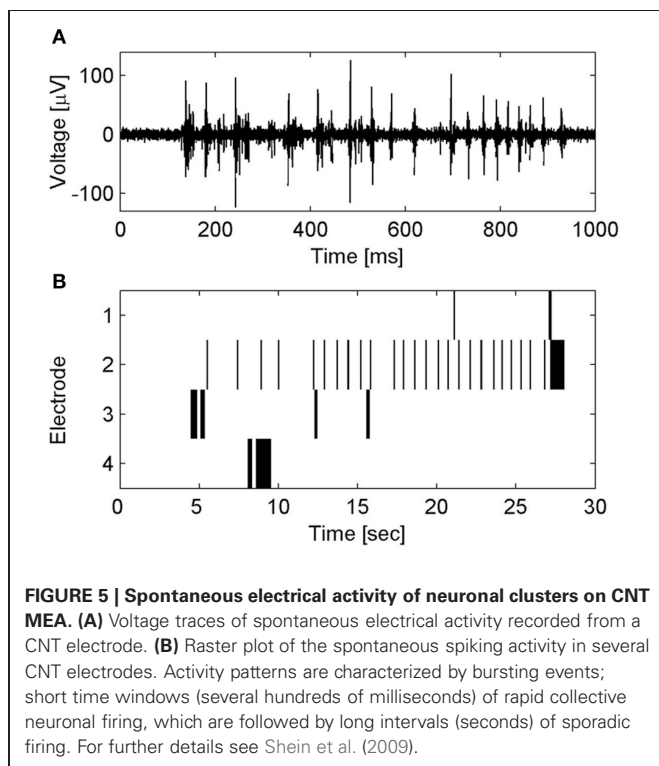 A
Voltage [µV]
100
0
-100
0 200 400 600 800 1000
Time [ms]
B
Electrode
1
2
3
4
0 5 10 15 20 25 30
Time [sec]
FIGURE 5 | Spontaneous electrical activity of neuronal clusters on CNT
MEA. (A) Voltage traces of spontaneous electrical activity recorded from a
CNT electrode. (B) Raster plot of the spontaneous spiking activity in several
CNT electrodes. Activity patterns are characterized by bursting events;
short time windows (several hundreds of milliseconds) of rapid collective
neuronal firing, which are followed by long intervals (seconds) of sporadic
firing. For further details see Shein et al. (2009).